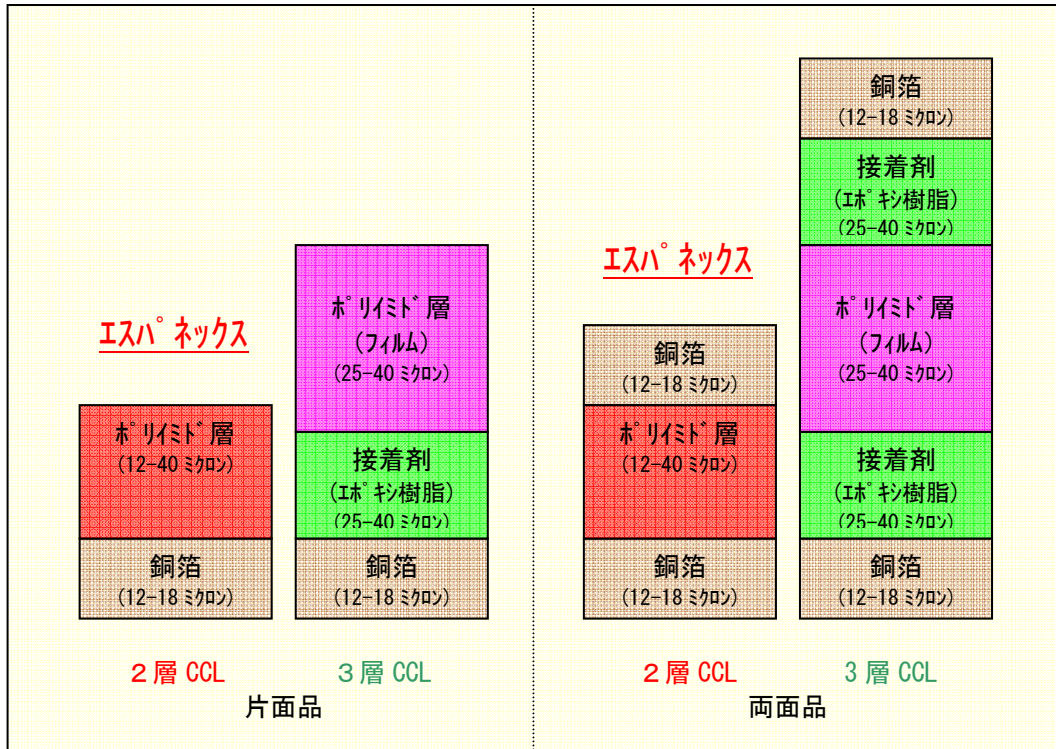 エスパネックス
ポリイミド層
(12-40 ミクロン)
銅箔
(12-18 ミクロン)
２層 CCL
ポリイミド層
(フィルム)
(25-40 ミクロン)
接着剤
(エポキシ樹脂)
(25-40 ミクロン)
銅箔
(12-18 ミクロン)
３層 CCL
片面品
エスパネックス
銅箔
(12-18 ミクロン)
ポリイミド層
(12-40 ミクロン)
銅箔
(12-18 ミクロン)
２層 CCL
銅箔
(12-18 ミクロン)
接着剤
(エポキシ樹脂)
(25-40 ミクロン)
ポリイミド層
(フィルム)
(25-40 ミクロン)
接着剤
(エポキシ樹脂)
(25-40 ミクロン)
銅箔
(12-18 ミクロン)
3 層 CCL
両面品